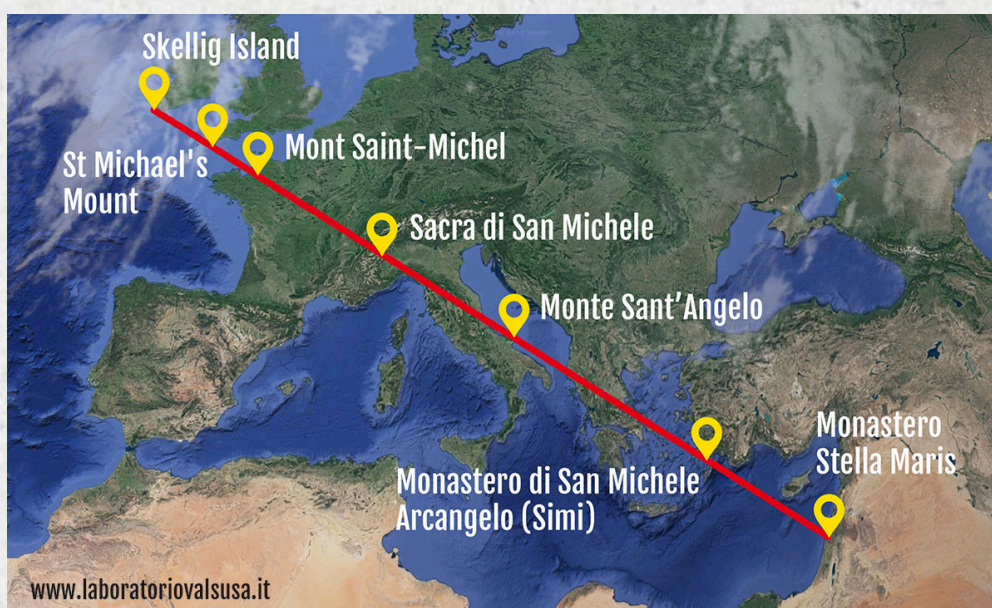 Skellig Island
St Michael's
Mount
Mont Saint-Michel
Sacra di San Michele
Monte Sant'Angelo
Monastero di San Michele
Arcangelo (Simi)
Monastero
Stella Maris
www.laboratoriovalsusa.it